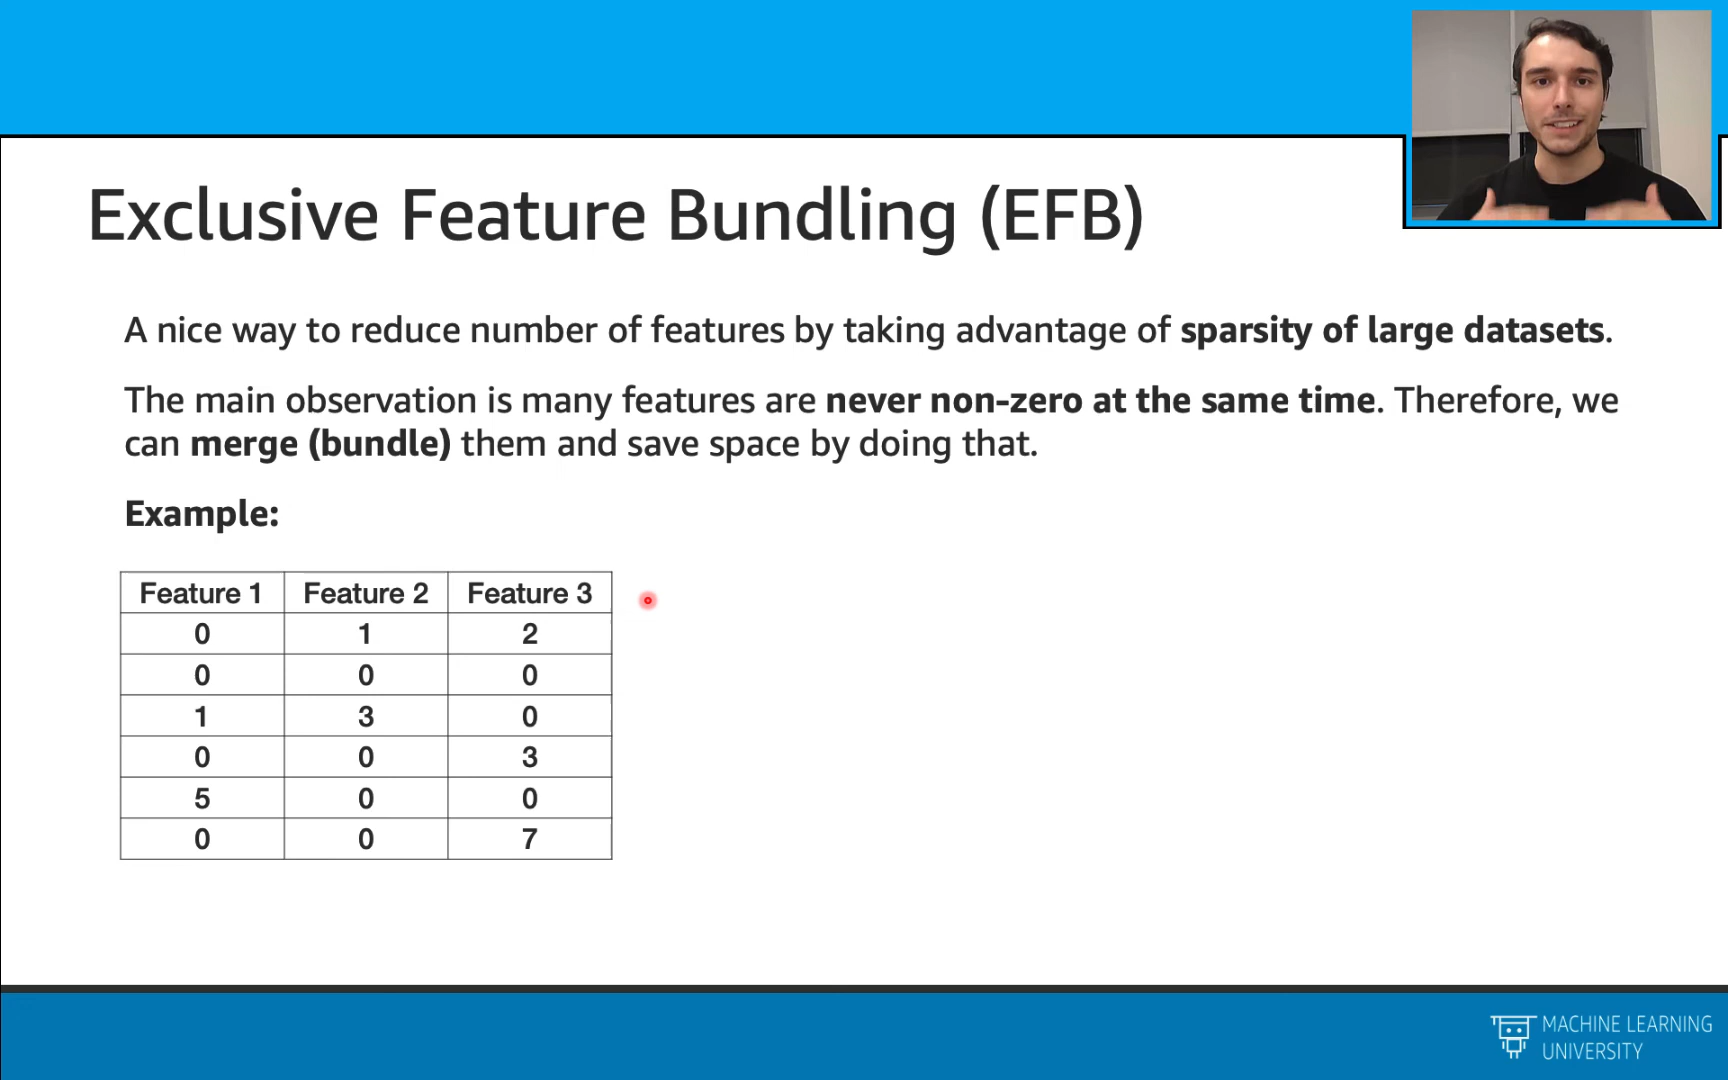 Exclusive Feature Bundling (EFB)
A nice way to reduce number of features by taking advantage of sparsity of large datasets.
The main observation is many features are never non-zero at the same time. Therefore, we
can merge (bundle) them and save space by doing that.
Example:
Feature 1 Feature 2 Feature 3
0 1 2
0 0 0
1 3 0
0 0 3
5 0 0
0 0 7
MACHINE LEARNING
UNIVERSITY